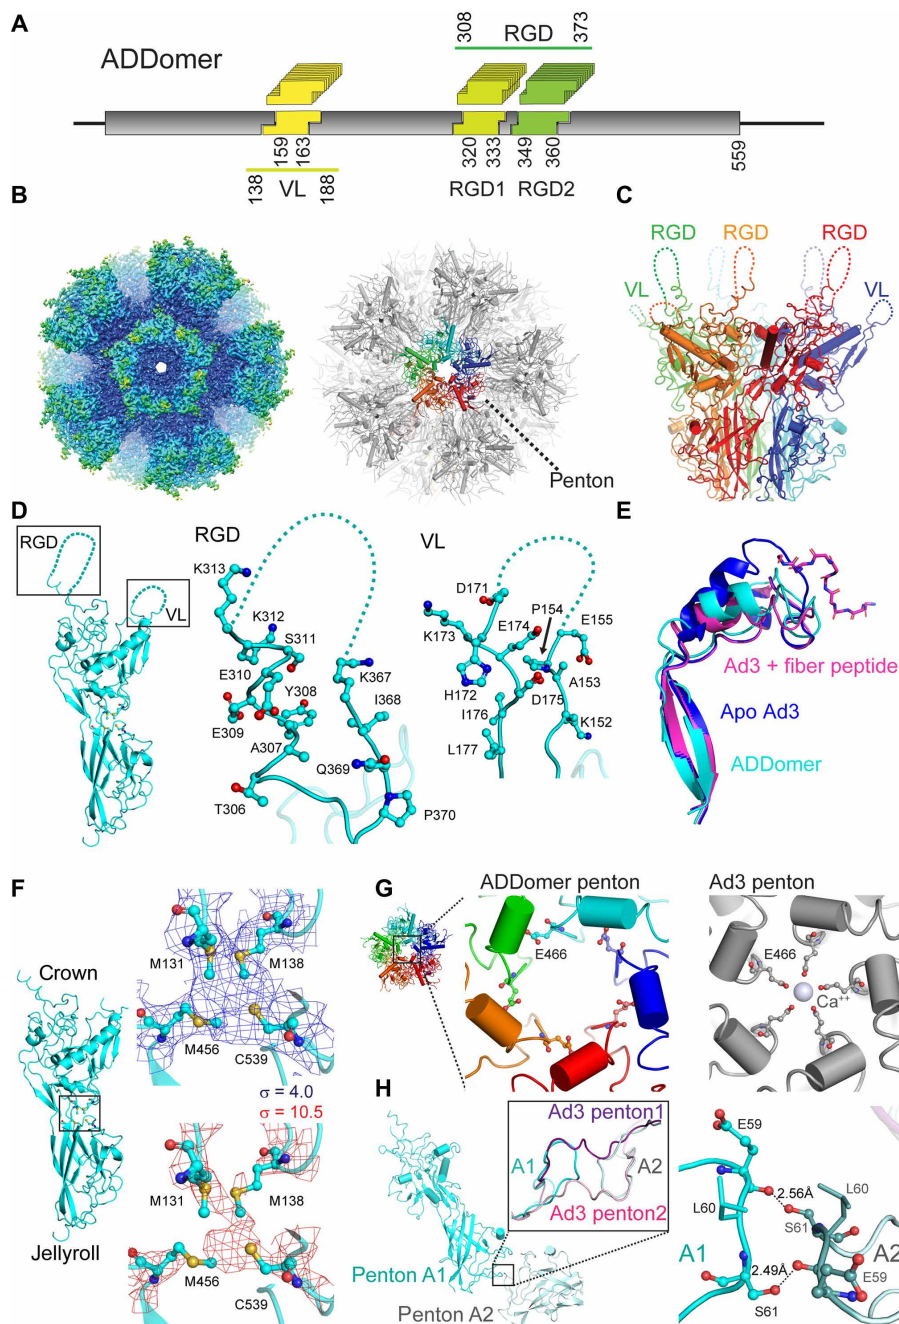 A
308
RGD
373
ADDomer
159
163
320
333
349
360
559
138
VL
188
RGD1
RGD2
B
Penton
C
RGD
RGD
RGD
VL
VL
D
RGD
VL
RGD
K313
K312
S311
E310
Y308
E309
A307
T306
K367
I368
Q369
P370
VL
D171
P154
E174
E155
K173
H172
A153
D175
I176
K152
L177
E
Ad3 + fiber peptide
Apo Ad3
ADDomer
F
Crown
Jellyroll
M131
M138
M456
C539
σ = 4.0
σ = 10.5
M131
M138
M456
C539
G
ADDomer penton
E466
Ad3 penton
E466
Ca++
H
Penton A1
Penton A2
Ad3 penton1
A1
A2
Ad3 penton2
E59
2.56Å
L60
L60
S61
A1
A2
2.49Å
E59
S61